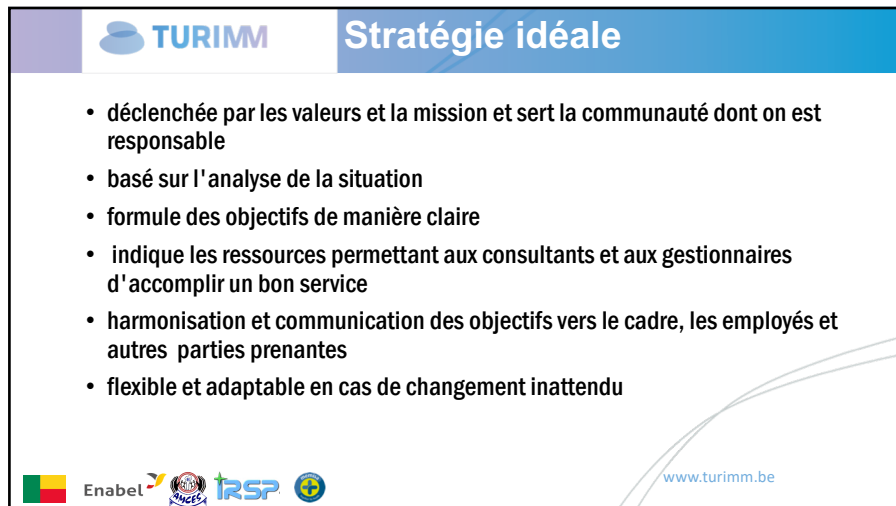 TURIMM
Stratégie idéale
• déclenchée par les valeurs et la mission et sert la communauté dont on est
responsable
• basé sur l'analyse de la situation
• formule des objectifs de manière claire
• indique les ressources permettant aux consultants et aux gestionnaires
d'accomplir un bon service
• harmonisation et communication des objectifs vers le cadre, les employés et
autres parties prenantes
• flexible et adaptable en cas de changement inattendu
Enabel
AMCES
IRSP
www.turimm.be